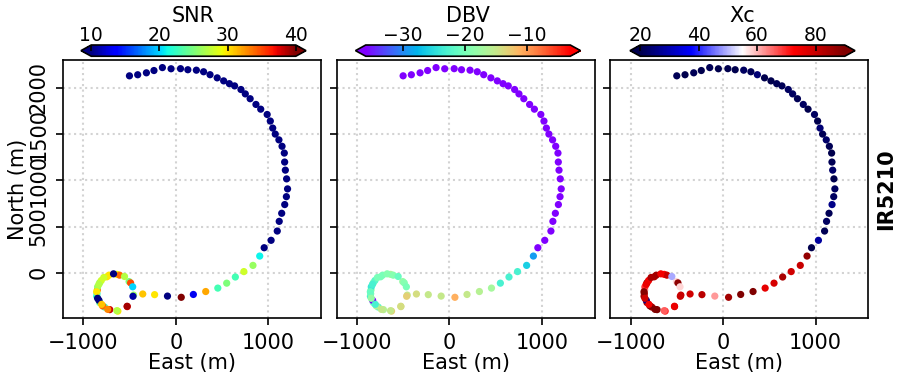 SNR DBV Xc
10 20 30 40 −30 −20 −10 20 40 60 80
North (m)
2000
1500
1000
500
0
IR5210
−1000 0 1000 −1000 0 1000 −1000 0 1000
East (m) East (m) East (m)